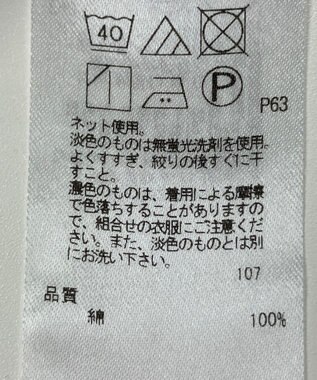 40
P
P63
ネット使用。
淡色のものは無蛍光洗剤を使用。
よくすすぎ、絞りの後すぐに干
すこと。
濃色のものは、着用による摩擦
で色落ちすることがありますの
で、組合せの衣服にご注意くだ
さい。また、淡色のものとは別
にお洗い下さい。
107
品質
綿 100%